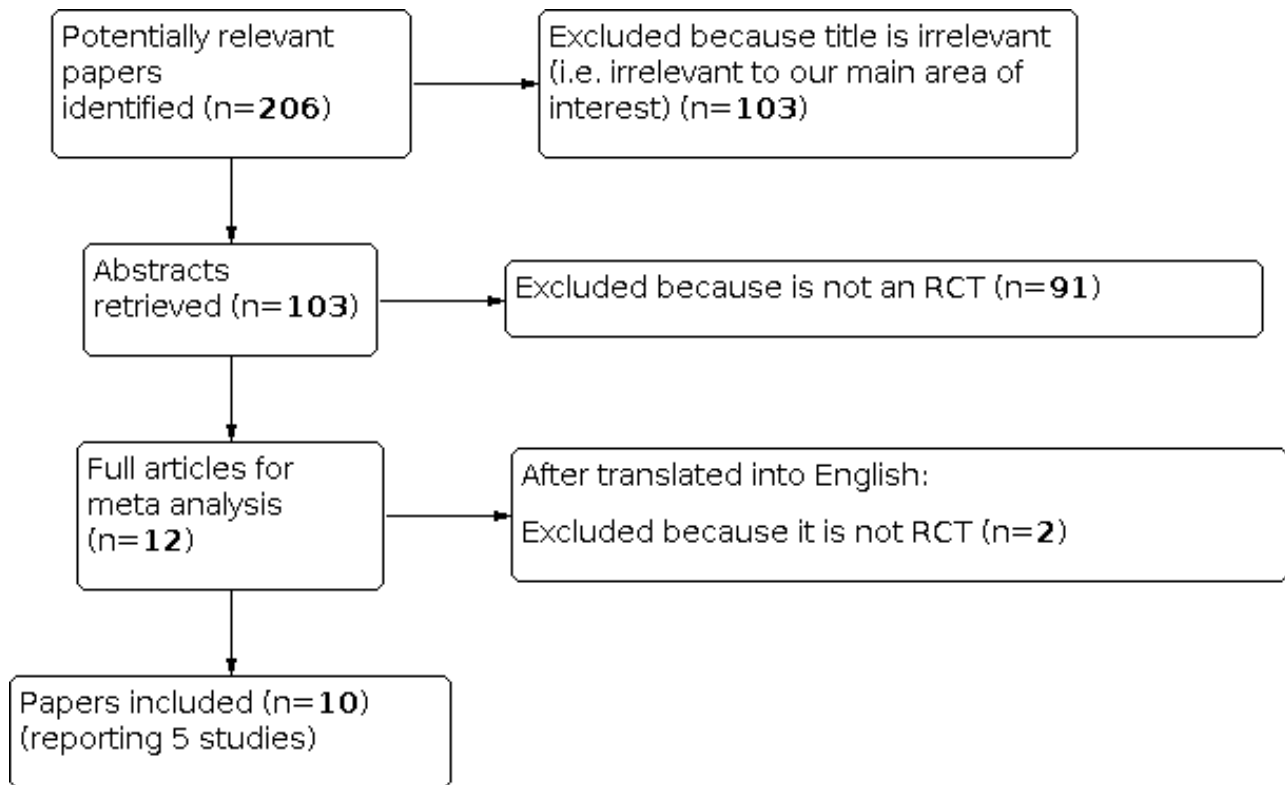 Potentially relevant
papers
identified (n=206)
Excluded because title is irrelevant
(i.e. irrelevant to our main area of
interest) (n=103)
Abstracts
retrieved (n=103)
Excluded because is not an RCT (n=91)
Full articles for
meta analysis
(n=12)
After translated into English:
Excluded because it is not RCT (n=2)
Papers included (n=10)
(reporting 5 studies)